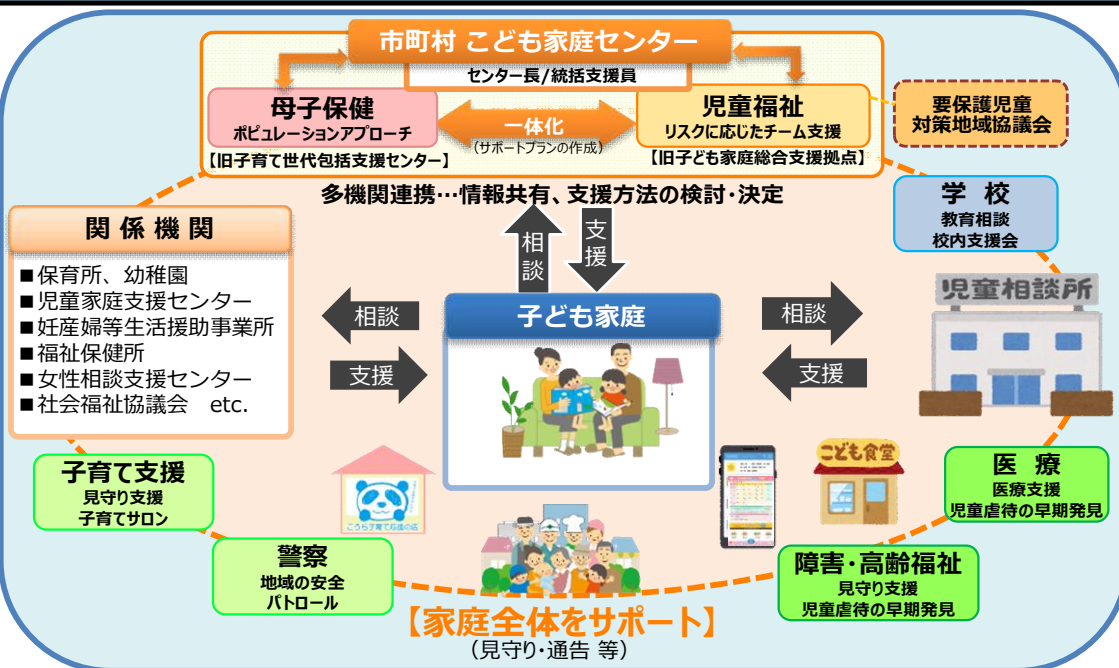 市町村 こども家庭センター
センター長/統括支援員
母子保健
ポピュレーションアプローチ
【旧子育て世代包括支援センター】
一体化
（サポートプランの作成）
児童福祉
リスクに応じたチーム支援
【旧子ども家庭総合支援拠点】
要保護児童
対策地域協議会
多機関連携…情報共有、支援方法の検討・決定
学 校
教育相談
校内支援会
関 係 機 関
■保育所、幼稚園
■児童家庭支援センター
■妊産婦等生活援助事業所
■福祉保健所
■女性相談支援センター
■社会福祉協議会　etc.
相談
支援
相談
支援
子ども家庭
相談
支援
児童相談所
子育て支援
見守り支援
子育てサロン
こうち子育て応援の店
こども食堂
医 療
医療支援
児童虐待の早期発見
警察
地域の安全
パトロール
障害・高齢福祉
見守り支援
児童虐待の早期発見
【家庭全体をサポート】
（見守り・通告 等）